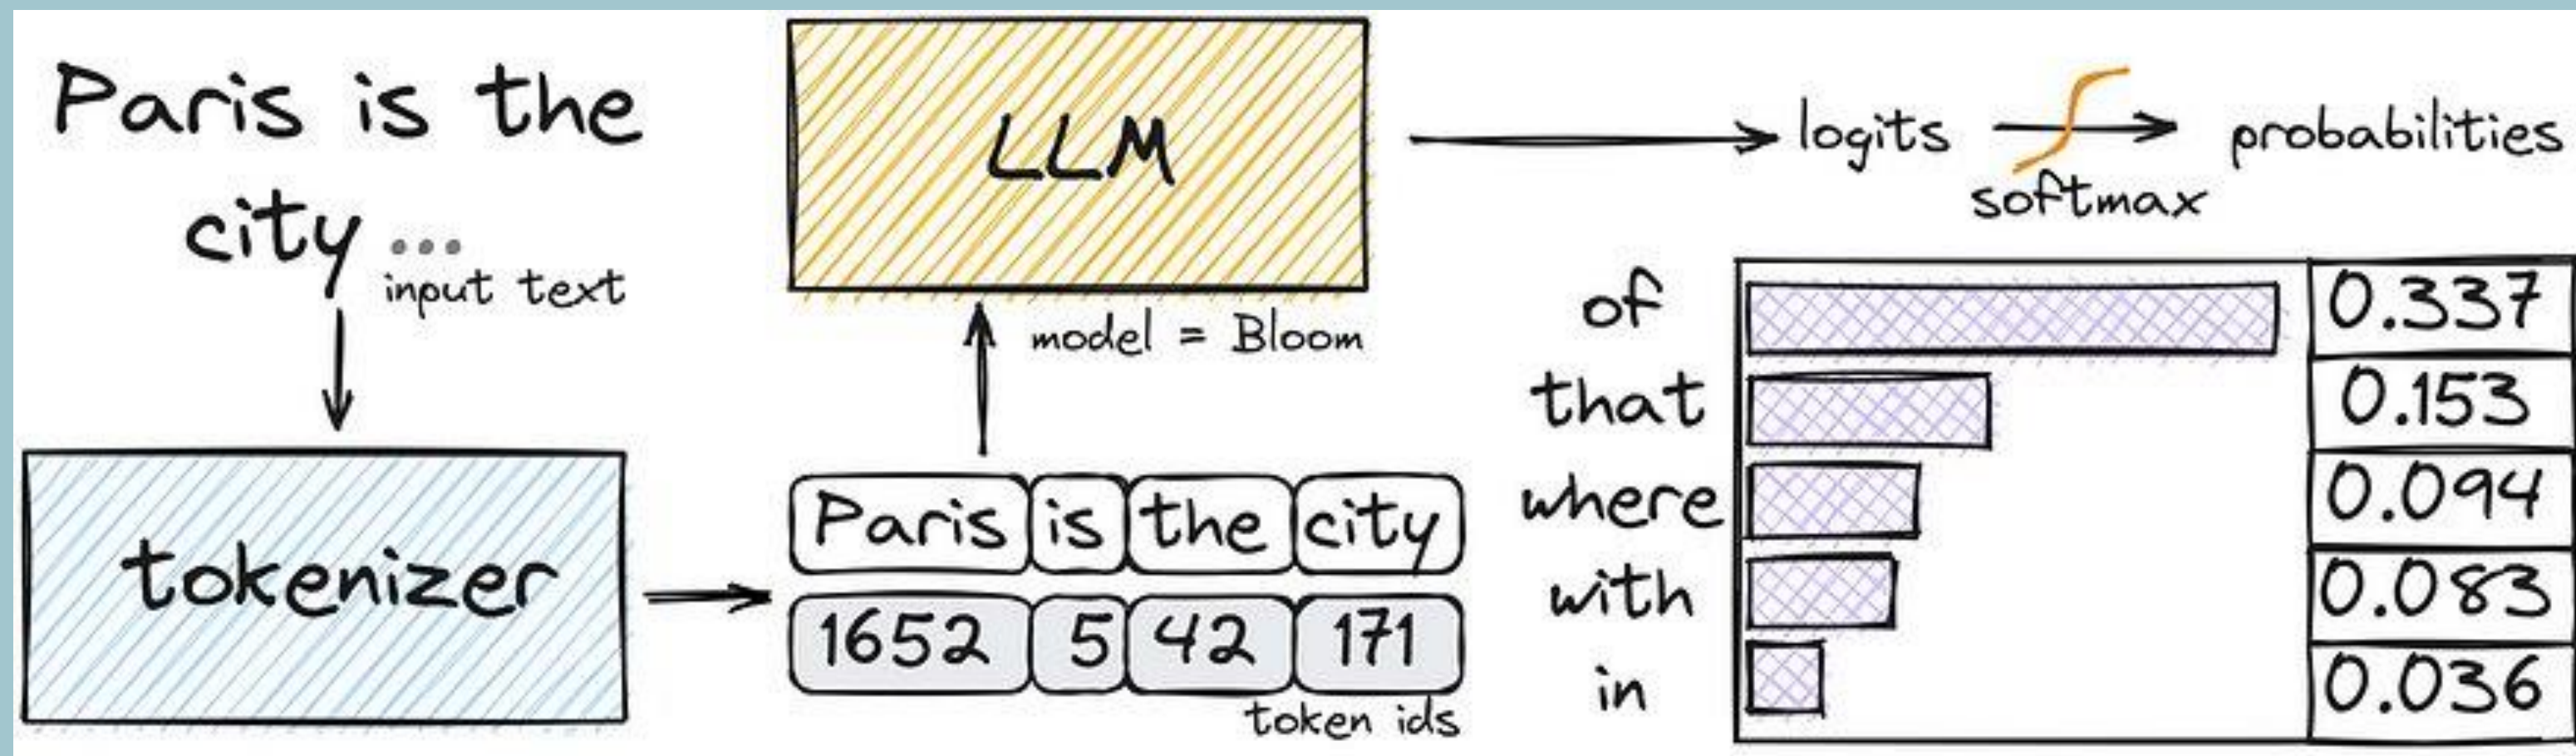 Paris is the
city ...
input text
tokenizer
Paris is the city
1652 5 42 171
token ids
LLM
model = Bloom
logits
softmax
probabilities
of 0.337
that 0.153
where 0.094
with 0.083
in 0.036